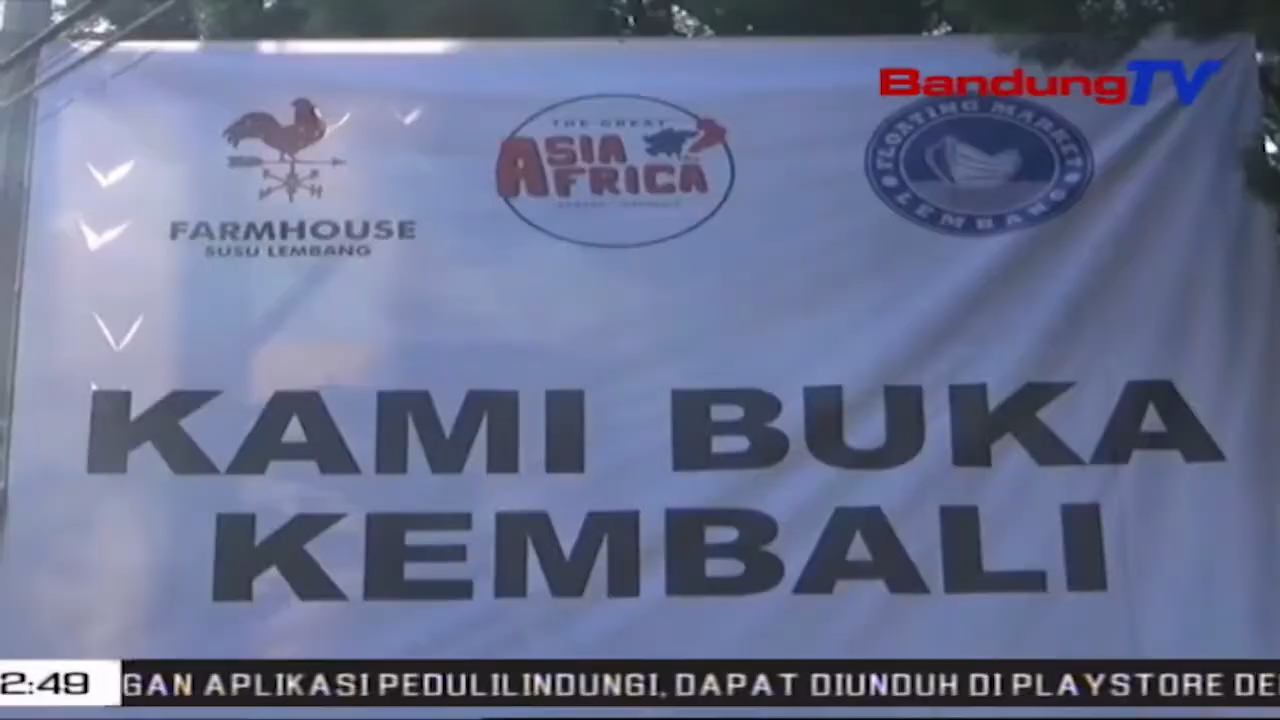 BandungTV
THE GREAT
ASIA
AFRICA
FLOATING MARKET
LEMBANG
FARMHOUSE
SUSU LEMBANG
KAMI BUKA
KEMBALI
2:49
GAN APLIKASI PEDULILINDUNGI, DAPAT DIUNDUH DI PLAYSTORE DE